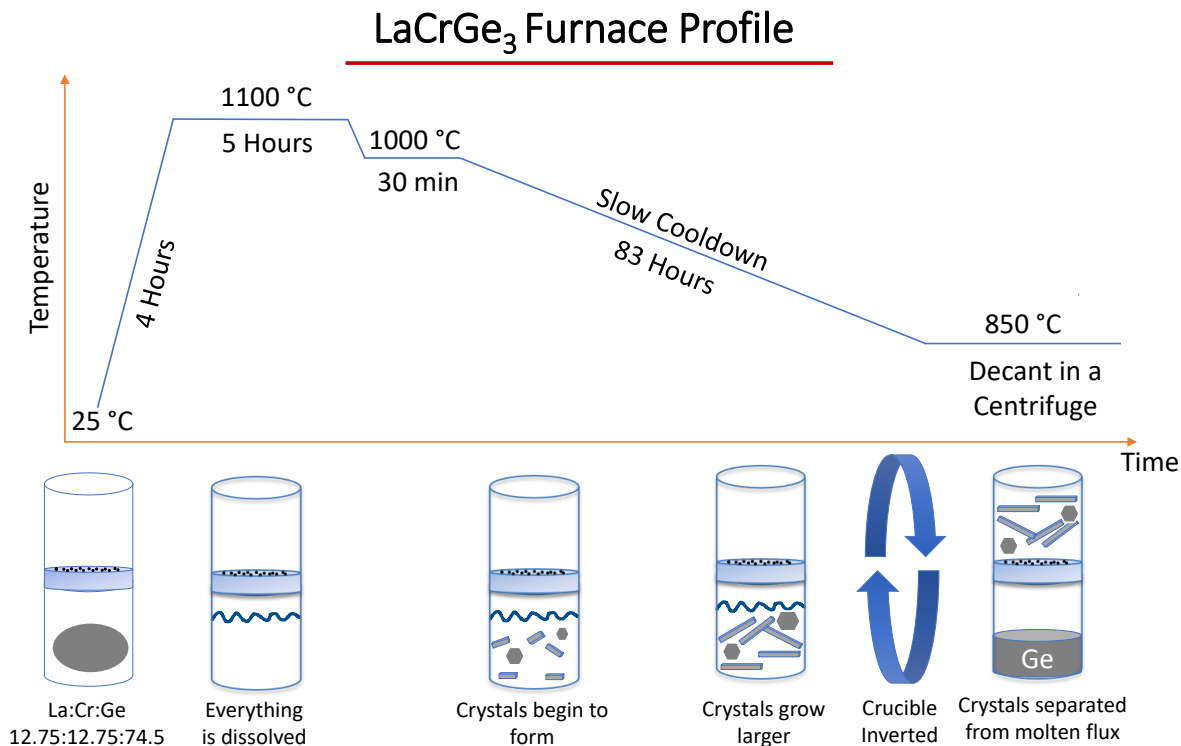 LaCrGe₃ Furnace Profile
1100 °C
5 Hours
1000 °C
30 min
Slow Cooldown
83 Hours
850 °C
Decant in a
Centrifuge
4 Hours
25 °C
Temperature
Time
Ge
La:Cr:Ge
12.75:12.75:74.5
Everything
is dissolved
Crystals begin to
form
Crystals grow
larger
Crucible
Inverted
Crystals separated
from molten flux